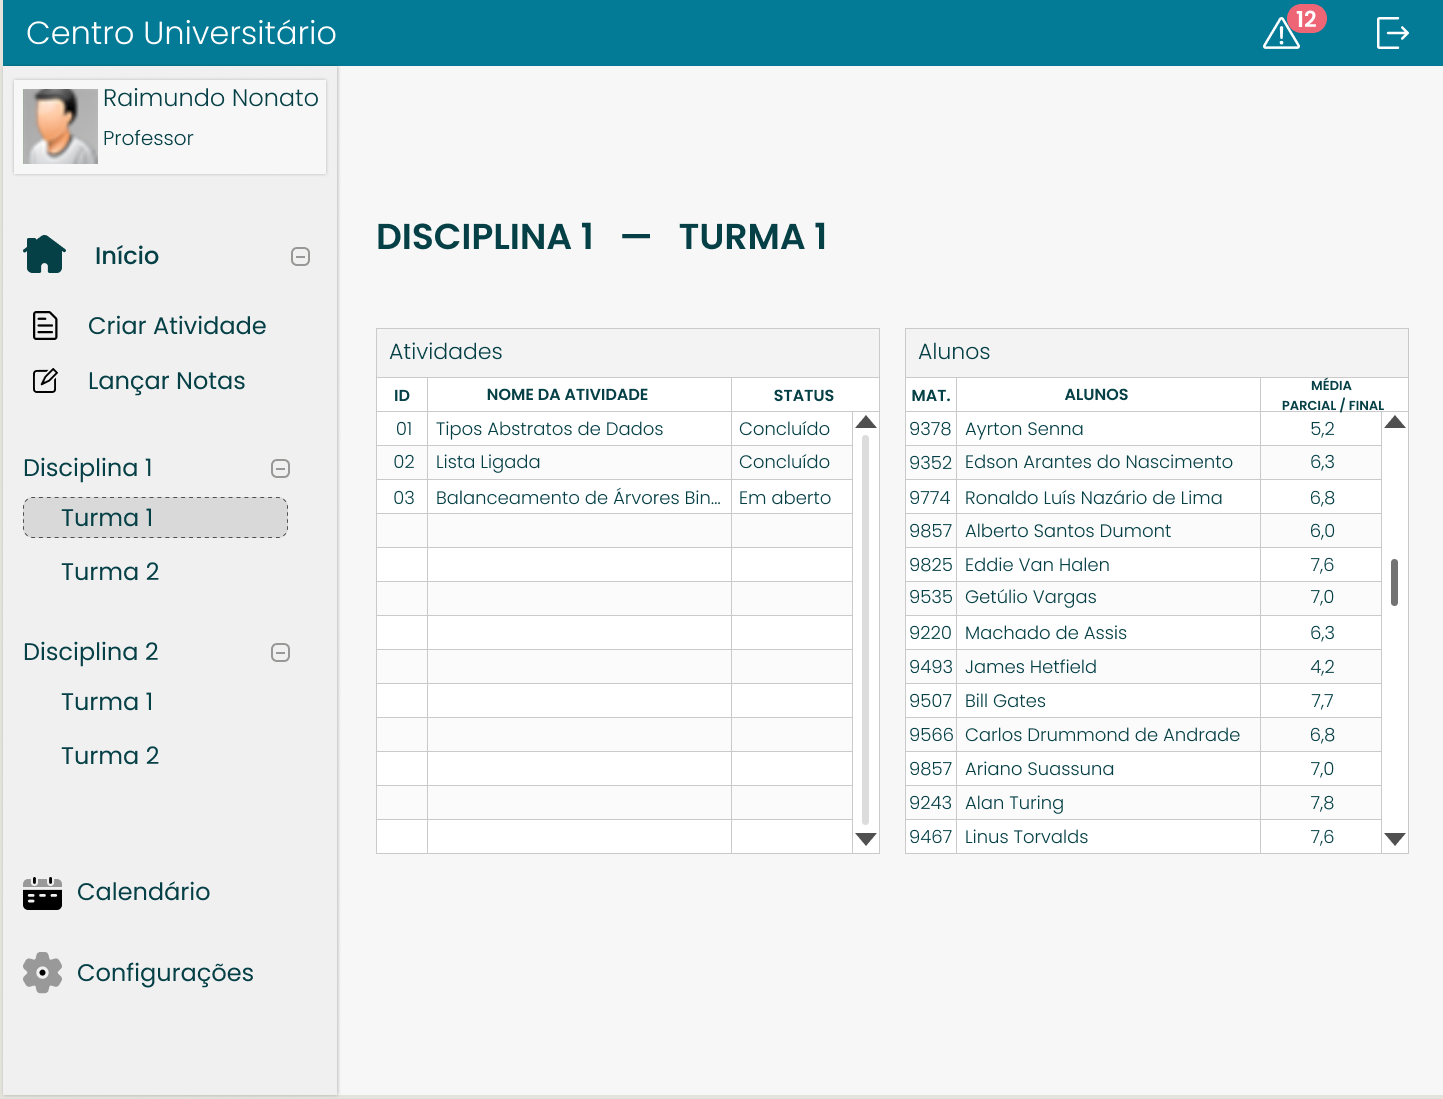 Centro Universitário
12
Raimundo Nonato
Professor
Início
Criar Atividade
Lançar Notas
Disciplina 1
Turma 1
Turma 2
Disciplina 2
Turma 1
Turma 2
Calendário
Configurações
DISCIPLINA 1 — TURMA 1
Atividades
ID NOME DA ATIVIDADE STATUS
01 Tipos Abstratos de Dados Concluído
02 Lista Ligada Concluído
03 Balanceamento de Árvores Bin... Em aberto
Alunos
MAT. ALUNOS MÉDIA
PARCIAL / FINAL
9378 Ayrton Senna 5,2
9352 Edson Arantes do Nascimento 6,3
9774 Ronaldo Luís Nazário de Lima 6,8
9857 Alberto Santos Dumont 6,0
9825 Eddie Van Halen 7,6
9535 Getúlio Vargas 7,0
9220 Machado de Assis 6,3
9493 James Hetfield 4,2
9507 Bill Gates 7,7
9566 Carlos Drummond de Andrade 6,8
9857 Ariano Suassuna 7,0
9243 Alan Turing 7,8
9467 Linus Torvalds 7,6